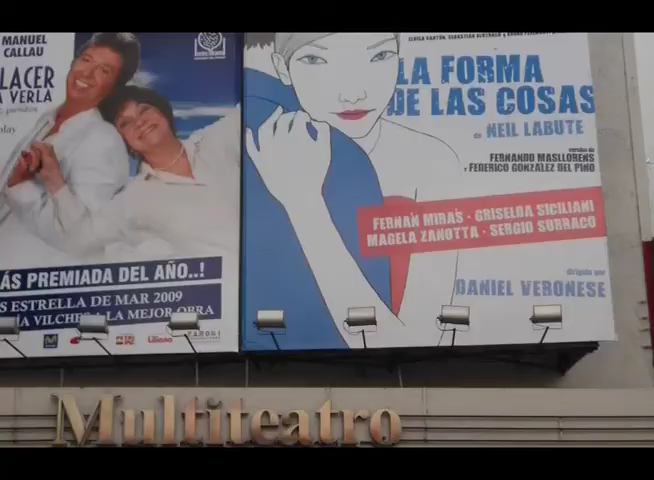 MANUEL
CALLAU
LACER
A VERLA
ÁS PREMIADA DEL AÑO..!
S ESTRELLA DE MAR 2009
A VILCHES A LA MEJOR OBRA
LA FORMA
DE LAS COSAS
de NEIL LABUTE
versión de
FERNANDO MASLLORENS
y FEDERICO GONZALEZ DEL PINO
FERNÁN MIRÁS - GRISELDA SICILIANI
MAGELA ZANOTTA - SERGIO SURRACO
dirigida por
DANIEL VERONESE
Multiteatro